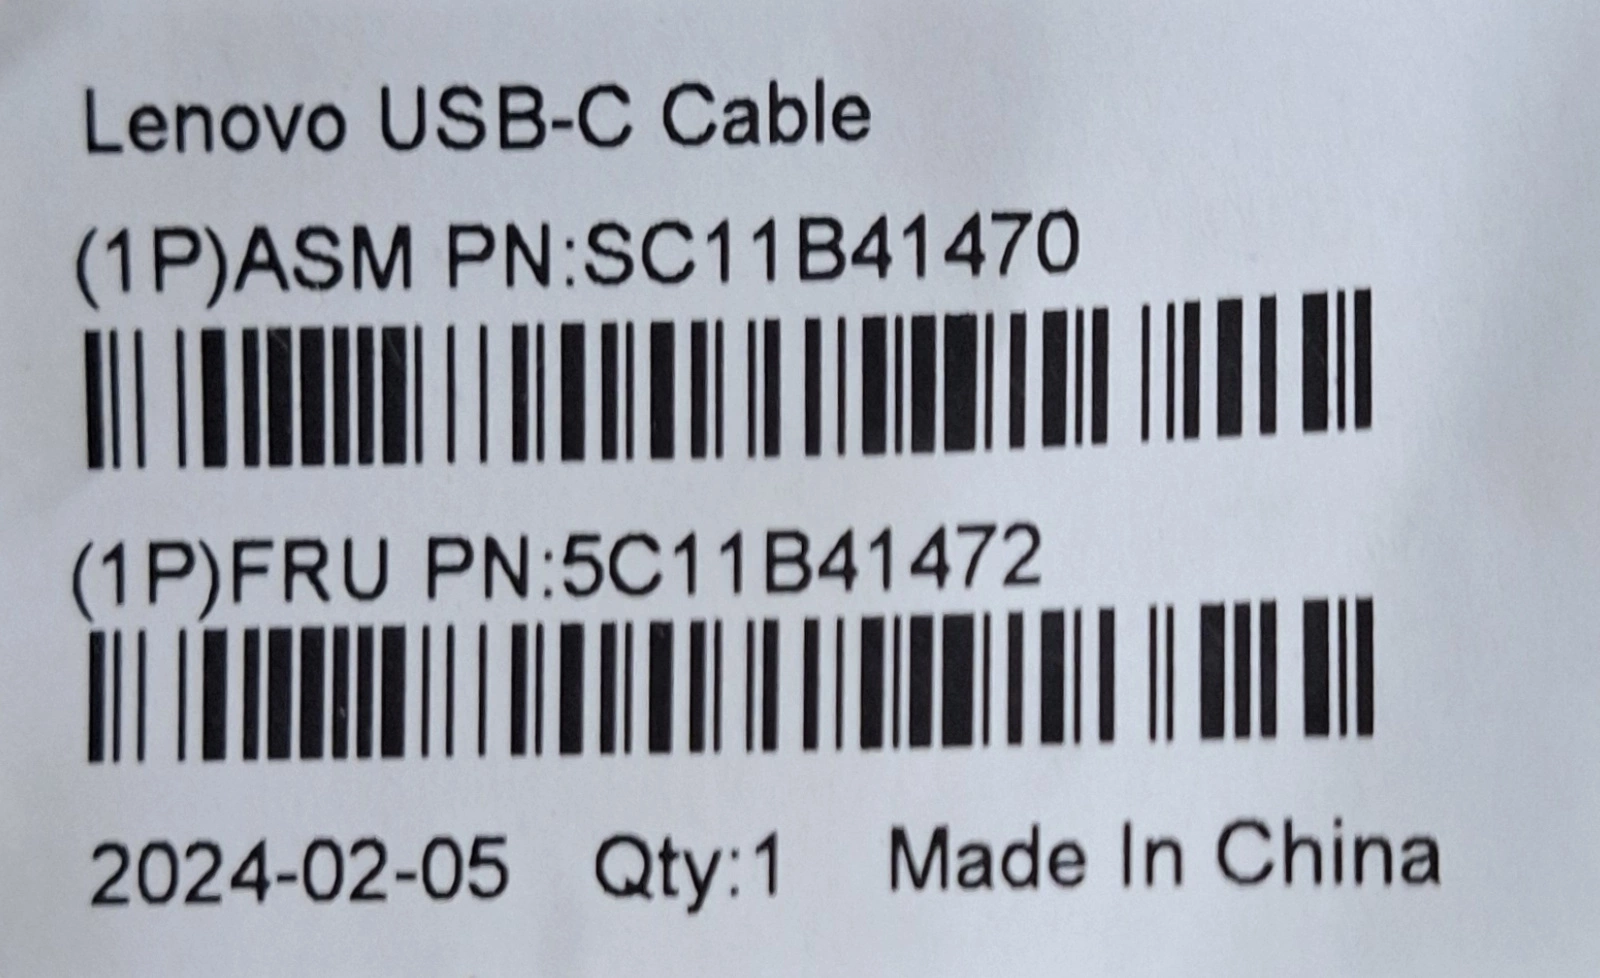 Lenovo USB-C Cable
(1P)ASM PN:SC11B41470
(1P)FRU PN:5C11B41472
2024-02-05 Qty:1 Made In China